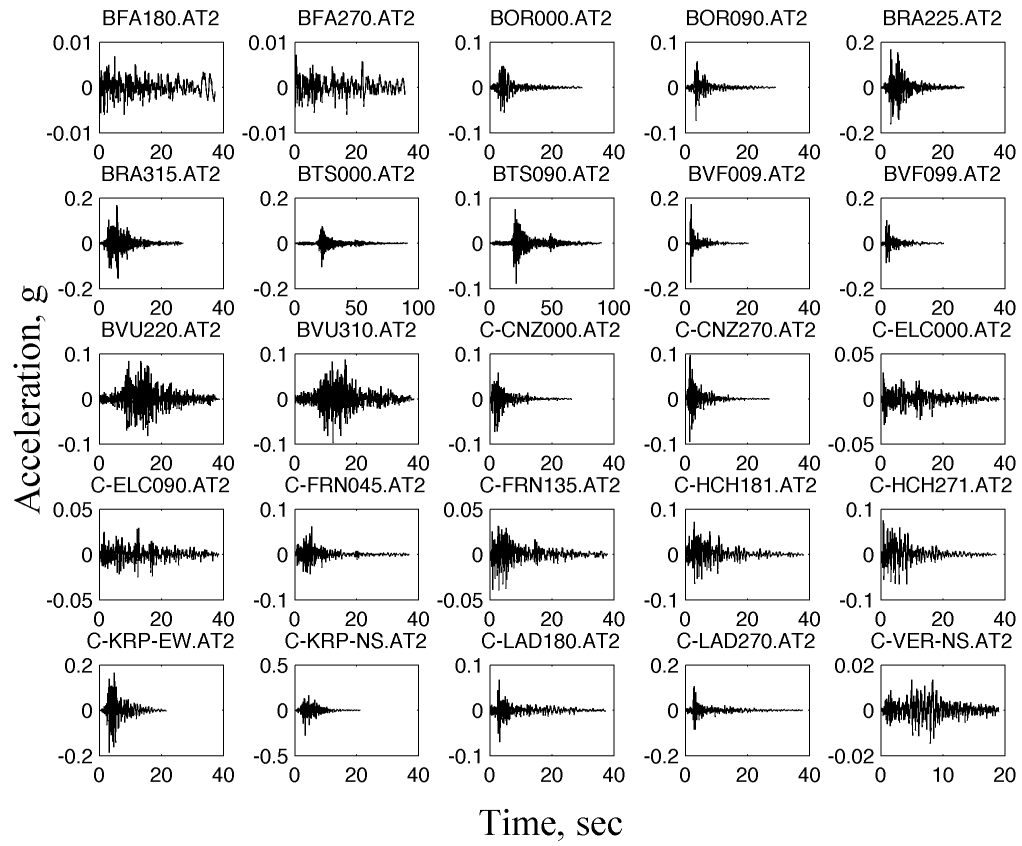 BFA180.AT2 BFA270.AT2 BOR000.AT2 BOR090.AT2 BRA225.AT2
0.01 0.01 0.1 0.1 0.2
0 0 0 0 0
-0.01 -0.01 -0.1 -0.1 -0.2
0 20 40 0 20 40 0 20 40 0 20 40 0 20 40
BRA315.AT2 BTS000.AT2 BTS090.AT2 BVF009.AT2 BVF099.AT2
0.2 0.2 0.1 0.2 0.2
0 0 0 0 0
-0.2 -0.2 -0.1 -0.2 -0.2
0 20 40 0 50 100 0 50 100 0 20 40 0 20 40
BVU220.AT2 BVU310.AT2 C-CNZ000.AT2 C-CNZ270.AT2 C-ELC000.AT2
0.1 0.1 0.1 0.1 0.05
0 0 0 0 0
-0.1 -0.1 -0.1 -0.1 -0.05
0 20 40 0 20 40 0 20 40 0 20 40 0 20 40
C-ELC090.AT2 C-FRN045.AT2 C-FRN135.AT2 C-HCH181.AT2 C-HCH271.AT2
0.05 0.1 0.05 0.1 0.1
0 0 0 0 0
-0.05 -0.1 -0.05 -0.1 -0.1
0 20 40 0 20 40 0 20 40 0 20 40 0 20 40
C-KRP-EW.AT2 C-KRP-NS.AT2 C-LAD180.AT2 C-LAD270.AT2 C-VER-NS.AT2
0.2 0.5 0.1 0.2 0.02
0 0 0 0 0
-0.2 -0.5 -0.1 -0.2 -0.02
0 20 40 0 20 40 0 20 40 0 20 40 0 10 20
Acceleration, g
Time, sec